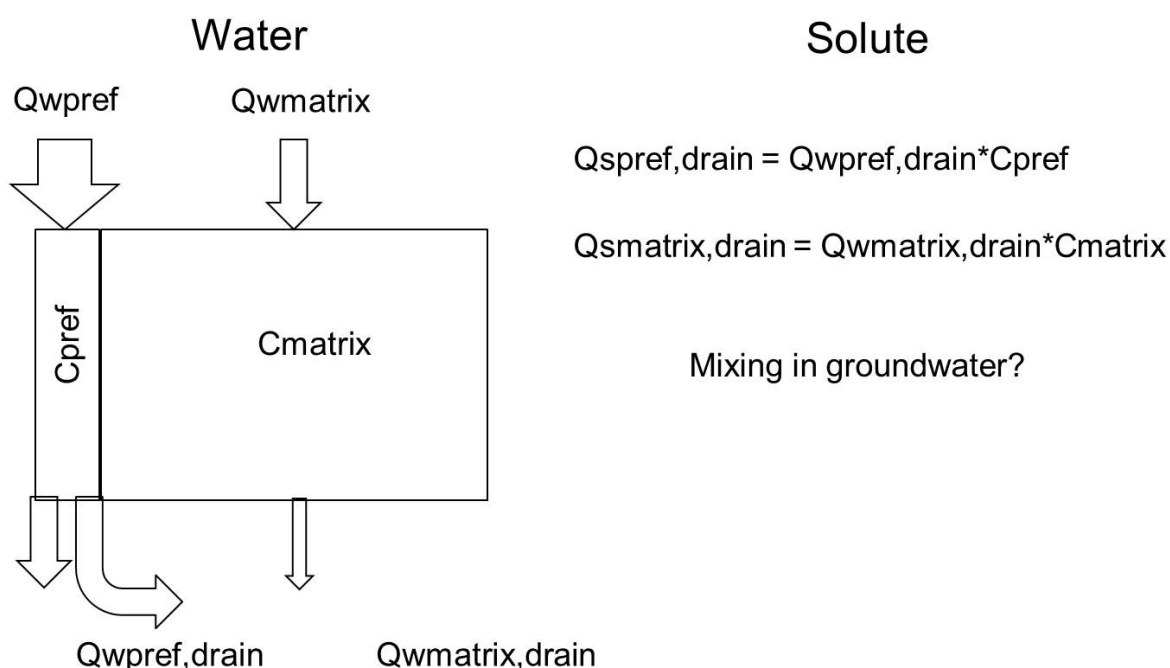 Water
Solute
Qwpref
Qwmatrix
Qspref,drain = Qwpref,drain*Cpref
Qsmatrix,drain = Qwmatrix,drain*Cmatrix
Cpref
Cmatrix
Mixing in groundwater?
Qwpref,drain
Qwmatrix,drain